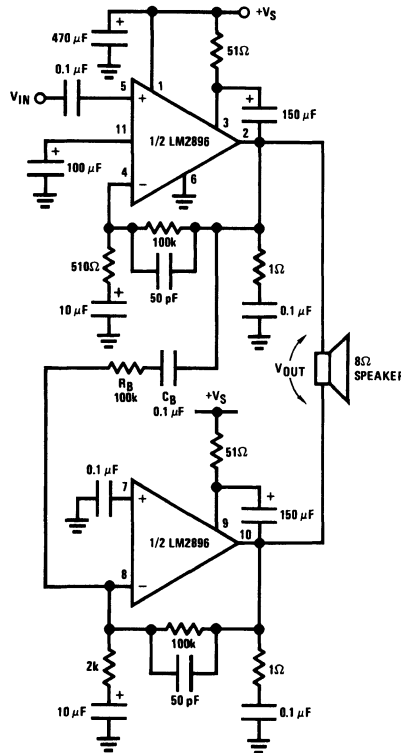 +VS
470 μF
+
51Ω
0.1 μF
VIN
5
+
1
3
+
150 μF
11
1/2 LM2896
2
+
100 μF
4
−
6
100k
510Ω
50 pF
1Ω
10 μF
+
0.1 μF
RB
100k
CB
0.1 μF
VOUT
8Ω
SPEAKER
+VS
51Ω
0.1 μF
7
+
9
+
150 μF
1/2 LM2896
10
8
−
100k
2k
50 pF
1Ω
10 μF
+
0.1 μF